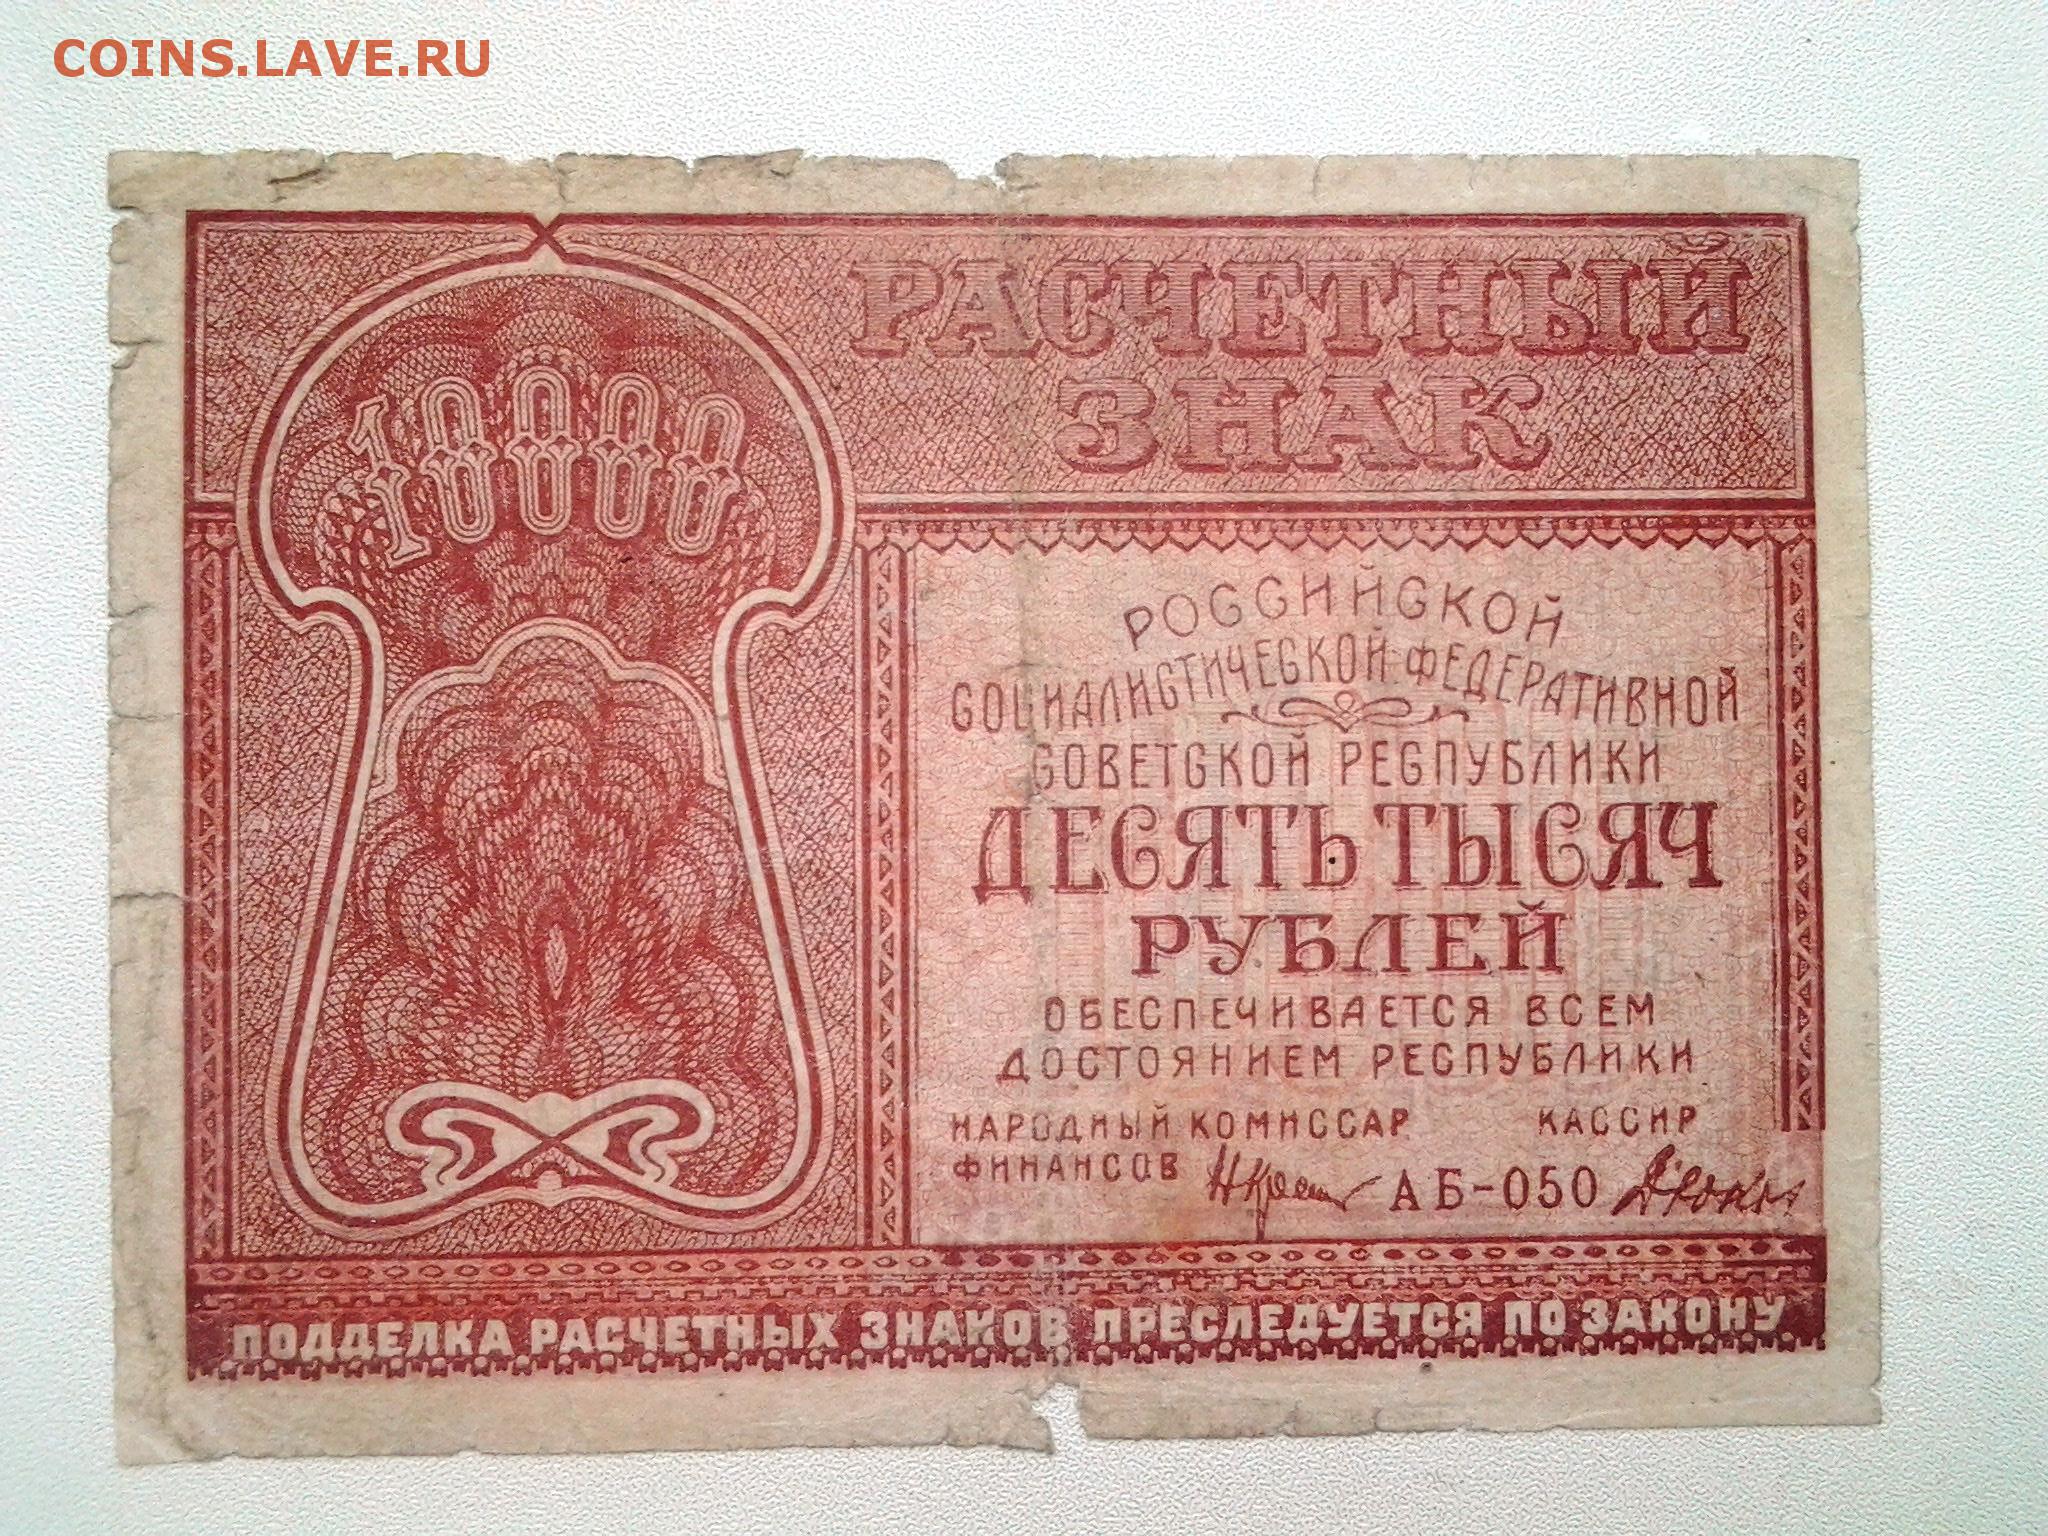 COINS.LAVE.RU
РАСЧЕТНЫЙ
ЗНАК
10000
РОССИЙСКОЙ
СОЦИАЛИСТИЧЕСКОЙ ФЕДЕРАТИВНОЙ
СОВЕТСКОЙ РЕСПУБЛИКИ
ДЕСЯТЬ ТЫСЯЧ
РУБЛЕЙ
ОБЕСПЕЧИВАЕТСЯ ВСЕМ
ДОСТОЯНИЕМ РЕСПУБЛИКИ
НАРОДНЫЙ КОМИССАР КАССИР
ФИНАНСОВ АБ-050
ПОДДЕЛКА РАСЧЕТНЫХ ЗНАКОВ ПРЕСЛЕДУЕТСЯ ПО ЗАКОНУ